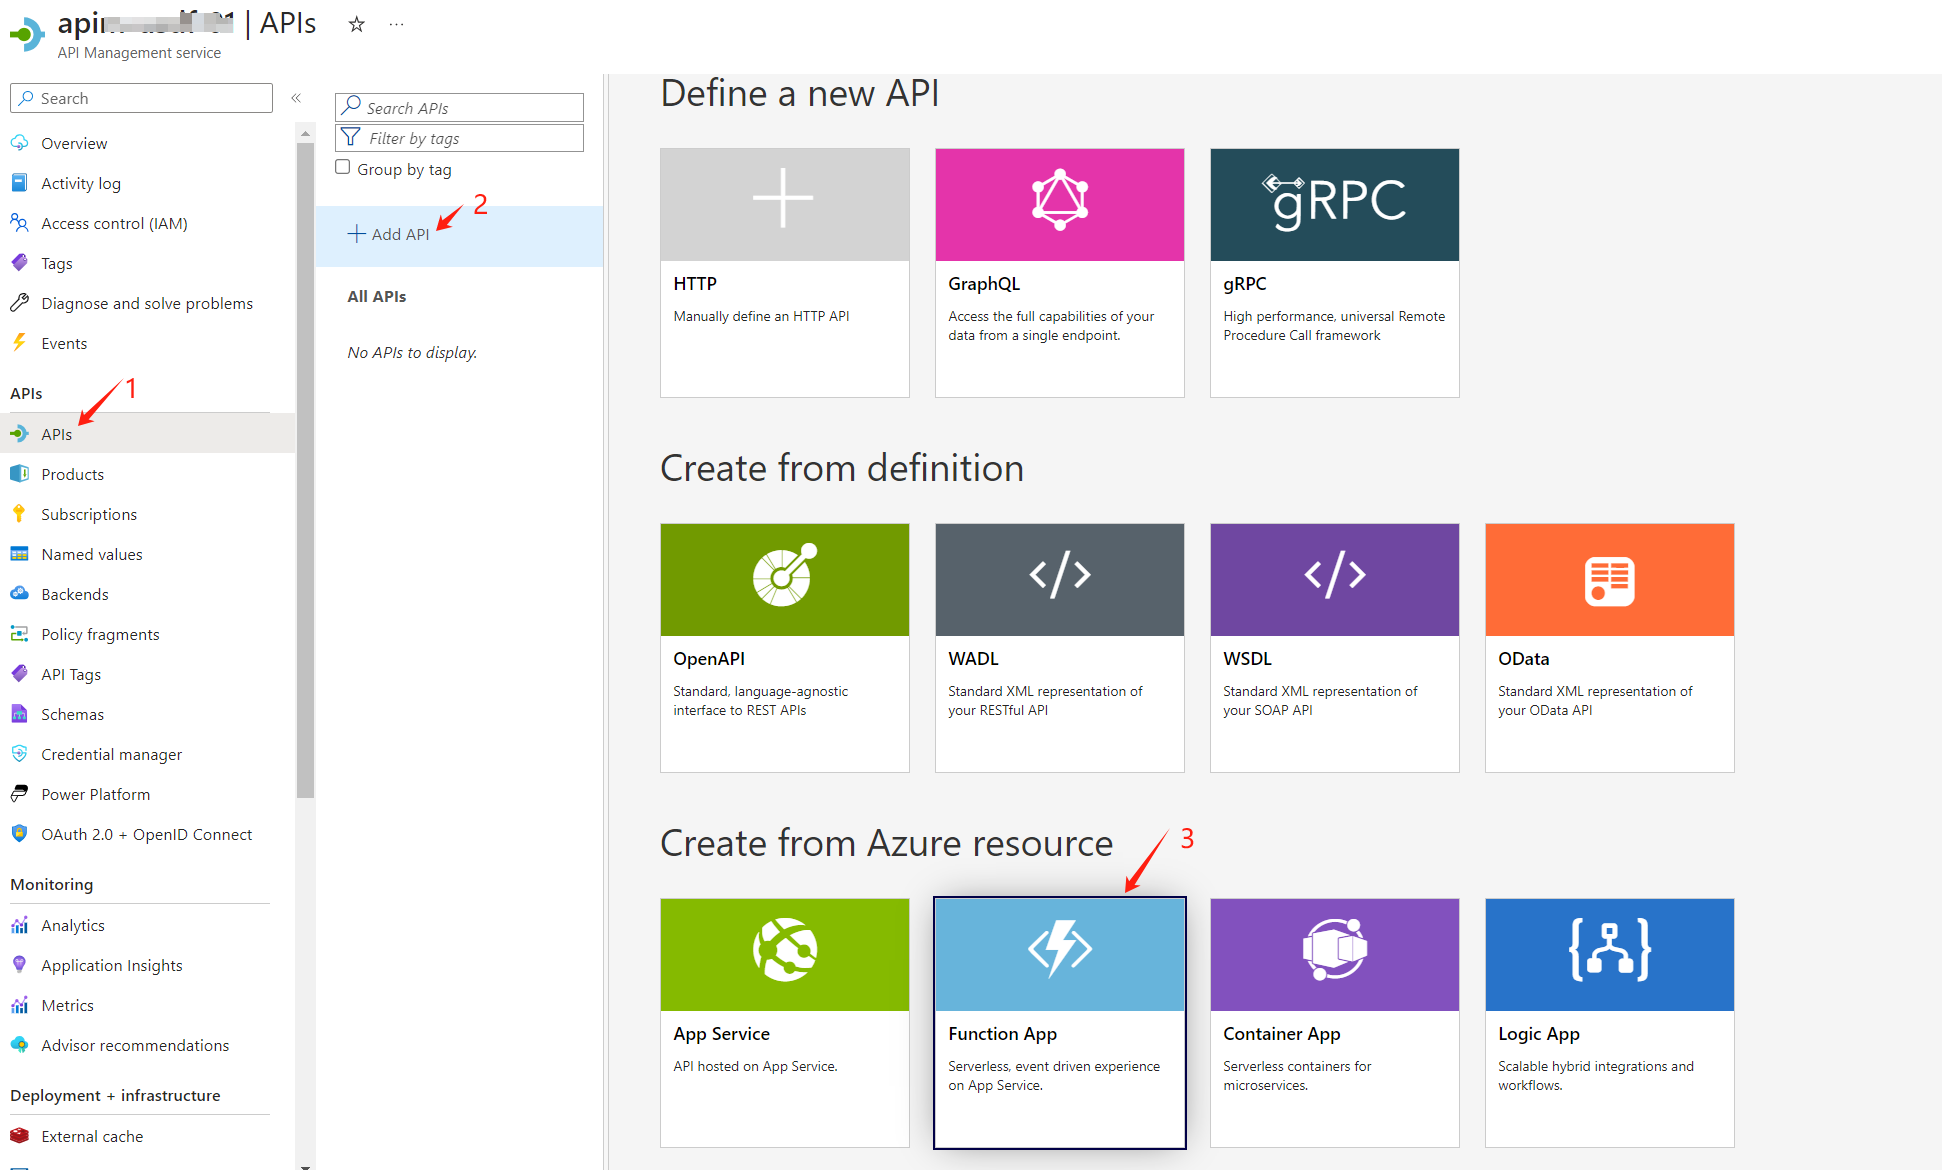 | APIs
API Management service
Search
Overview
Activity log
Access control (IAM)
Tags
Diagnose and solve problems
Events
APIs
1
APIs
Products
Subscriptions
Named values
Backends
Policy fragments
API Tags
Schemas
Credential manager
Power Platform
OAuth 2.0 + OpenID Connect
Monitoring
Analytics
Application Insights
Metrics
Advisor recommendations
Deployment + infrastructure
External cache
Search APIs
Filter by tags
Group by tag
2
Add API
All APIs
No APIs to display.
Define a new API
HTTP
Manually define an HTTP API
GraphQL
Access the full capabilities of your
data from a single endpoint.
gRPC
gRPC
High performance, universal Remote
Procedure Call framework
Create from definition
OpenAPI
Standard, language-agnostic
interface to REST APIs
WADL
Standard XML representation of
your RESTful API
WSDL
Standard XML representation of
your SOAP API
OData
Standard XML representation of
your OData API
Create from Azure resource
3
App Service
API hosted on App Service.
Function App
Serverless, event driven experience
on App Service.
Container App
Serverless containers for
microservices.
Logic App
Scalable hybrid integrations and
workflows.